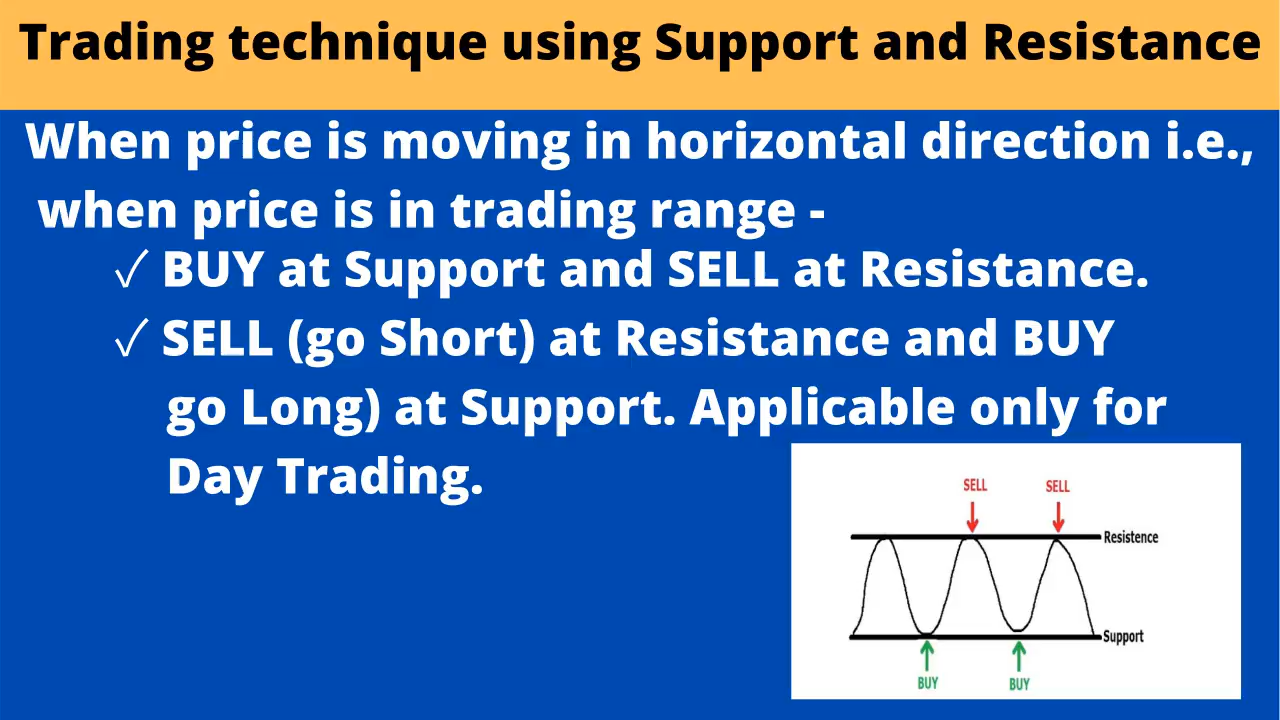 Trading technique using Support and Resistance
When price is moving in horizontal direction i.e.,
when price is in trading range -
✓ BUY at Support and SELL at Resistance.
✓ SELL (go Short) at Resistance and BUY
go Long) at Support. Applicable only for
Day Trading.
SELL SELL
Resistence
Support
BUY BUY